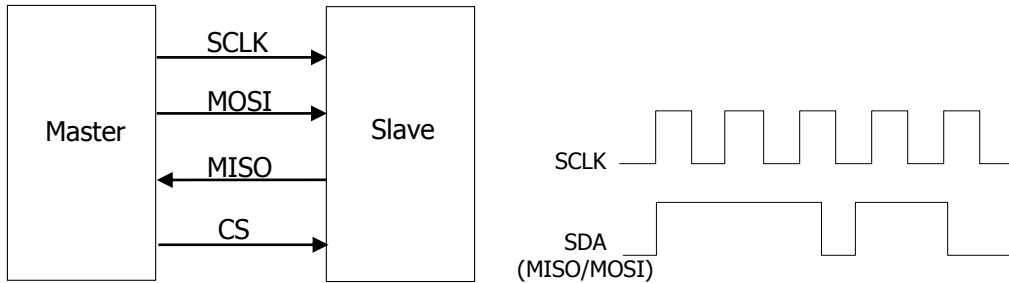 SCLK
MOSI
Master
Slave
MISO
CS
SCLK
SDA
(MISO/MOSI)